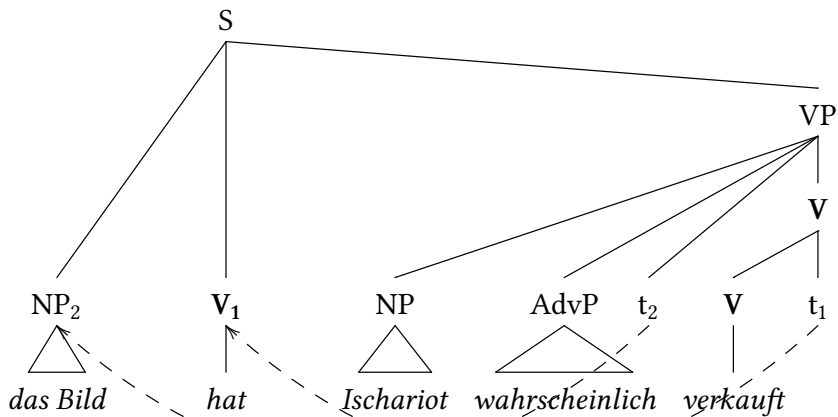 S
VP
V
NP₂ V₁ NP AdvP t₂ V t₁
das Bild hat Ischariot wahrscheinlich verkauft